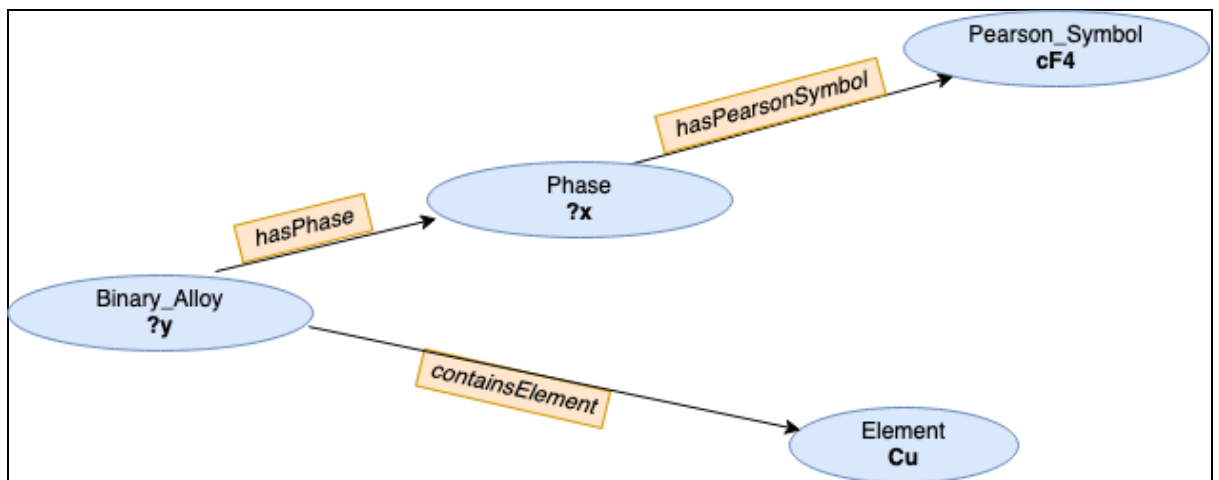 Pearson_Symbol
cF4
hasPearsonSymbol
Phase
?x
hasPhase
Binary_Alloy
?y
containsElement
Element
Cu